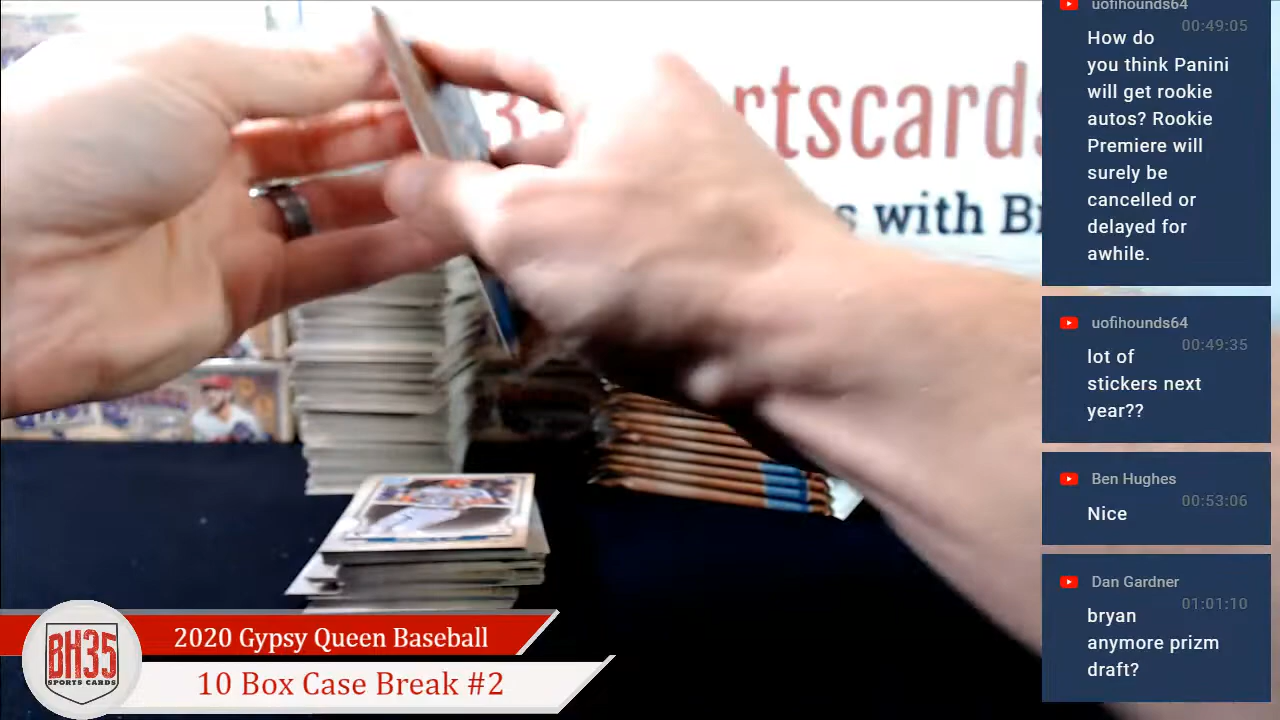 rtscards
s with B
uofihounds64
00:49:05
How do
you think Panini
will get rookie
autos? Rookie
Premiere will
surely be
cancelled or
delayed for
awhile.
uofihounds64
00:49:35
lot of
stickers next
year??
Ben Hughes
00:53:06
Nice
Dan Gardner
01:01:10
bryan
anymore prizm
draft?
BH35
SPORTS CARDS
2020 Gypsy Queen Baseball
10 Box Case Break #2